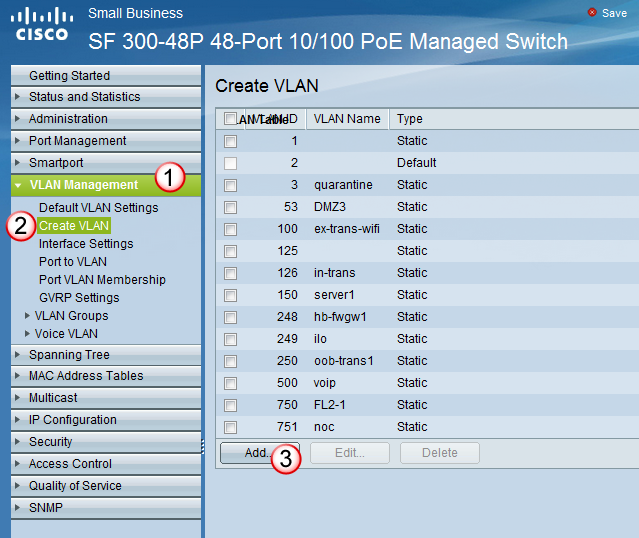 Small Business
Save
CISCO
SF 300-48P 48-Port 10/100 PoE Managed Switch
Getting Started
Status and Statistics
Administration
Port Management
Smartport
VLAN Management
1
Default VLAN Settings
2
Create VLAN
Interface Settings
Port to VLAN
Port VLAN Membership
GVRP Settings
VLAN Groups
Voice VLAN
Spanning Tree
MAC Address Tables
Multicast
IP Configuration
Security
Access Control
Quality of Service
SNMP
Create VLAN
VLAN Table VLAN ID VLAN Name Type
1 Static
2 Default
3 quarantine Static
53 DMZ3 Static
100 ex-trans-wifi Static
125 Static
126 in-trans Static
150 server1 Static
248 hb-fwgw1 Static
249 ilo Static
250 oob-trans1 Static
500 voip Static
750 FL2-1 Static
751 noc Static
Add... 3 Edit... Delete